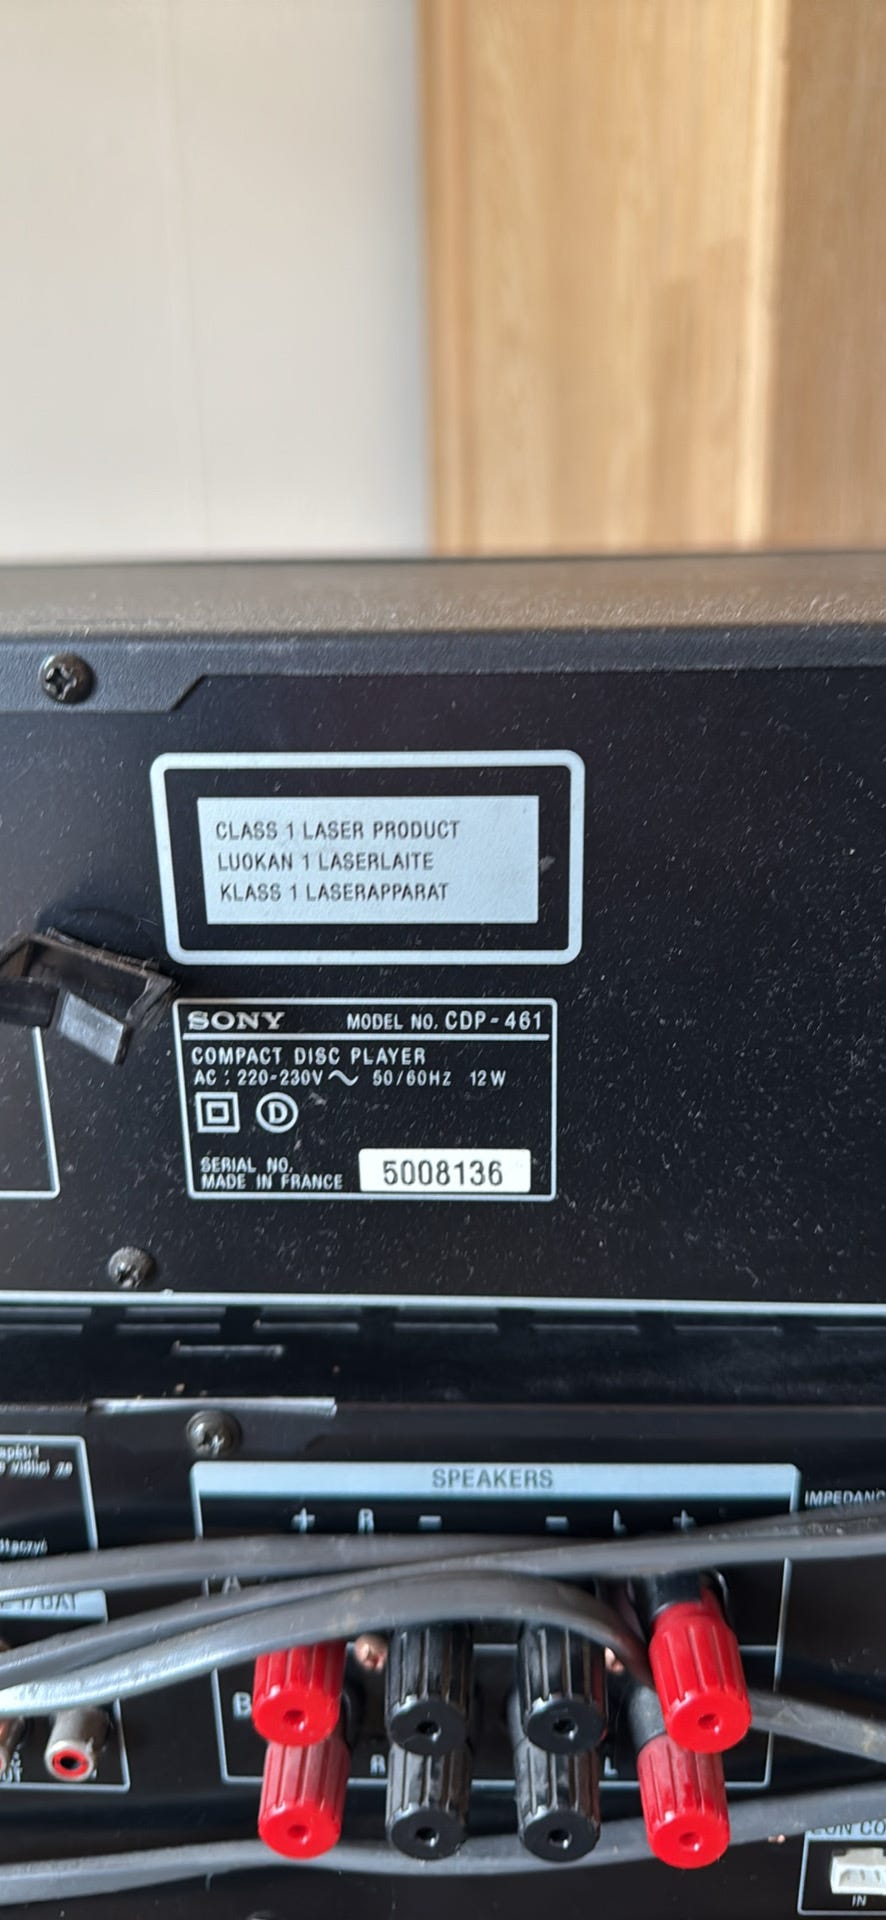 CLASS 1 LASER PRODUCT
LUOKAN 1 LASERLAITE
KLASS 1 LASERAPPARAT
SONY MODEL NO. CDP-461
COMPACT DISC PLAYER
AC : 220-230V ~ 50/60HZ 12W
D
SERIAL NO. 5008136
MADE IN FRANCE
SPEAKERS
+ R - - L +
A
B
R L
IN